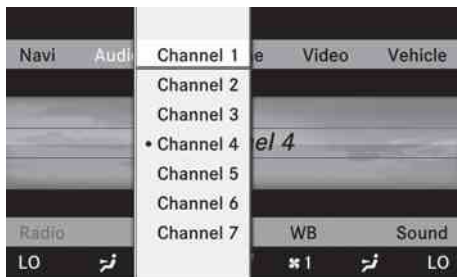 Navi Audi e Video Vehicle
Channel 1
Channel 2
Channel 3
• Channel 4
el 4
Channel 5
Channel 6
Channel 7
Radio WB Sound
LO 1 LO